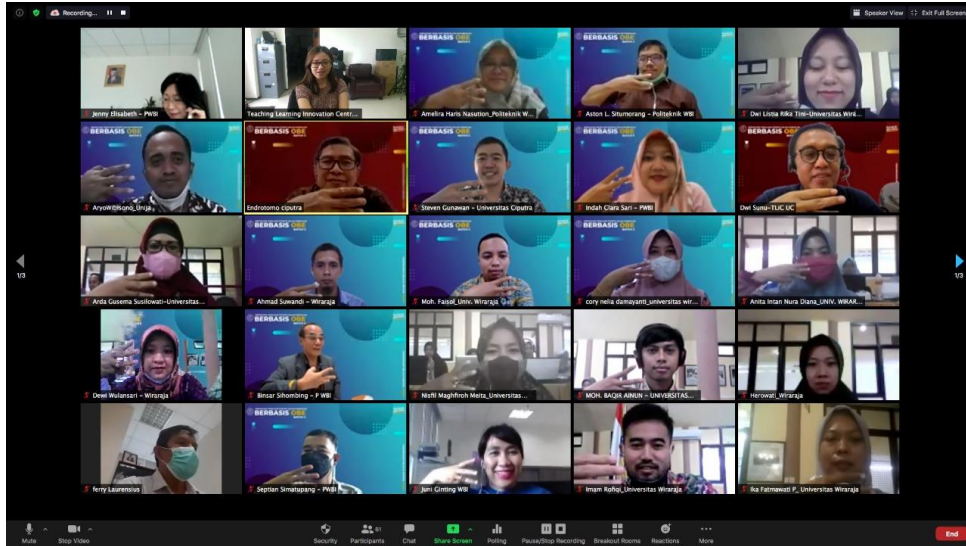 Recording...
Speaker View
Exit Full Screen
Jenny Elisabeth - PWBI
Teaching Learning Innovation Centr...
BERBASIS OBE
Amelira Haris Nasution_Politeknik W...
BERBASIS OBE
Aston L. Situmorang - Politeknik WBI
Dwi Listia Rika Tini-Universitas Wira...
BERBASIS OBE
AryoWibisono_Unija
BERBASIS OBE
Endrotomo ciputra
BERBASIS OBE
Steven Gunawan - Universitas Ciputra
BERBASIS OBE
Indah Clara Sari - PWBI
BERBASIS OBE
Dwi Sunu-TLIC UC
1/3
Arda Gusema Susilowati-Universitas...
BERBASIS OBE
Ahmad Suwandi - Wiraraja
BERBASIS OBE
Moh. Faisol_Univ. Wiraraja
BERBASIS OBE
cory nelia damayanti_universitas wir...
Anita Intan Nura Diana_UNIV. WIRAR...
1/3
Dewi Wulansari - Wiraraja
BERBASIS OBE
Binsar Sihombing - P WBI
Nisfil Maghfiroh Meita_Universitas...
MOH. BAQIR AINUN - UNIVERSITAS...
Herowati_Wiraraja
ferry Laurensius
BERBASIS OBE
Septian Simatupang - PWBI
Juni Ginting WBI
Imam Rofiqi_Universitas Wiraraja
Ika Fatmawati P_ Universitas Wiraraja
Mute
Stop Video
Security
Participants
61
Chat
Share Screen
Polling
Pause/Stop Recording
Breakout Rooms
Reactions
More
End